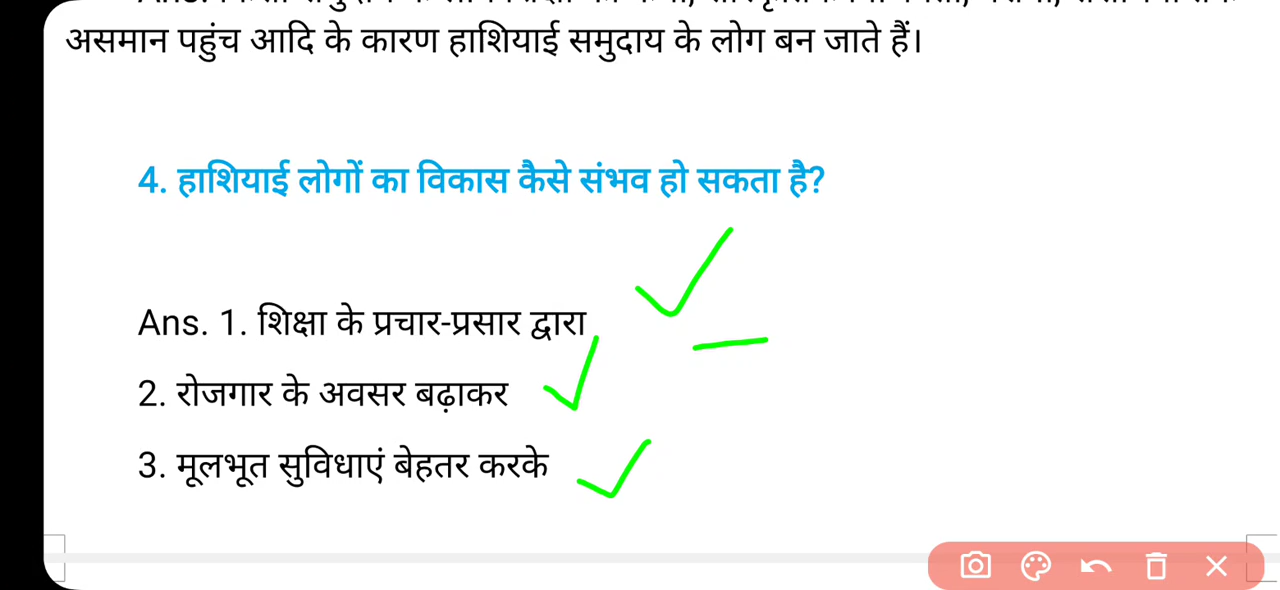 असमान पहुंच आदि के कारण हाशियाई समुदाय के लोग बन जाते हैं।
4. हाशियाई लोगों का विकास कैसे संभव हो सकता है?
Ans. 1. शिक्षा के प्रचार-प्रसार द्वारा
2. रोजगार के अवसर बढ़ाकर
3. मूलभूत सुविधाएं बेहतर करके